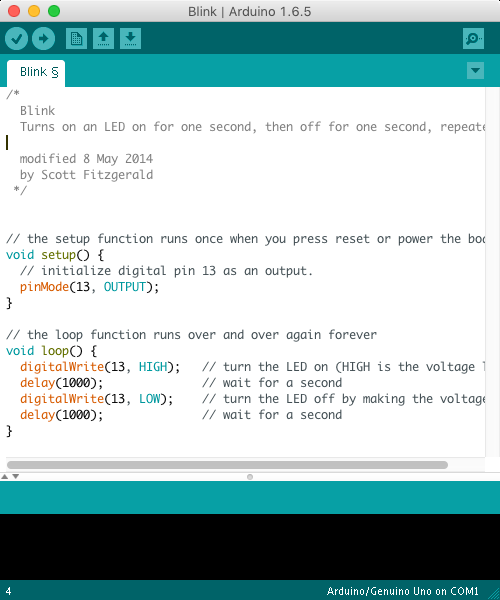 Blink | Arduino 1.6.5
Blink §
/*
Blink
Turns on an LED on for one second, then off for one second, repeate
modified 8 May 2014
by Scott Fitzgerald
*/
// the setup function runs once when you press reset or power the boa
void setup() {
// initialize digital pin 13 as an output.
pinMode(13, OUTPUT);
}
// the loop function runs over and over again forever
void loop() {
digitalWrite(13, HIGH); // turn the LED on (HIGH is the voltage l
delay(1000); // wait for a second
digitalWrite(13, LOW); // turn the LED off by making the voltage
delay(1000); // wait for a second
}
4 Arduino/Genuino Uno on COM1